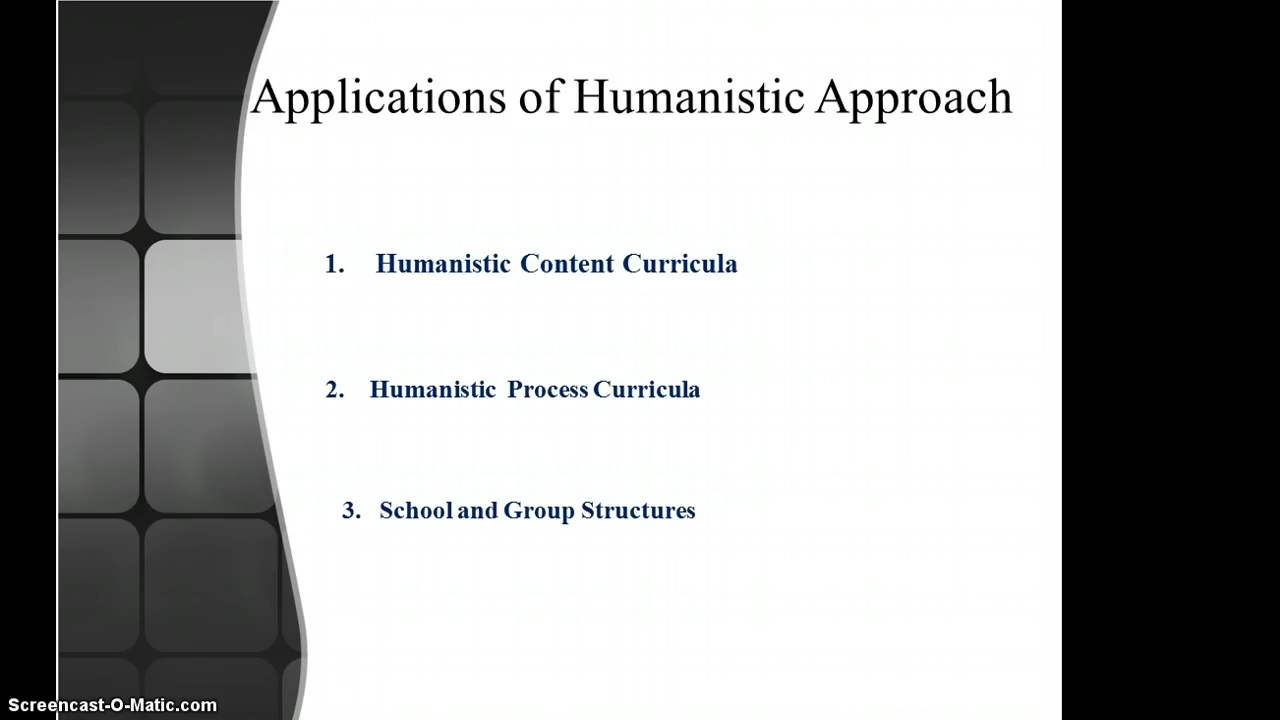 Applications of Humanistic Approach
1. Humanistic Content Curricula
2. Humanistic Process Curricula
3. School and Group Structures
Screencast-O-Matic.com